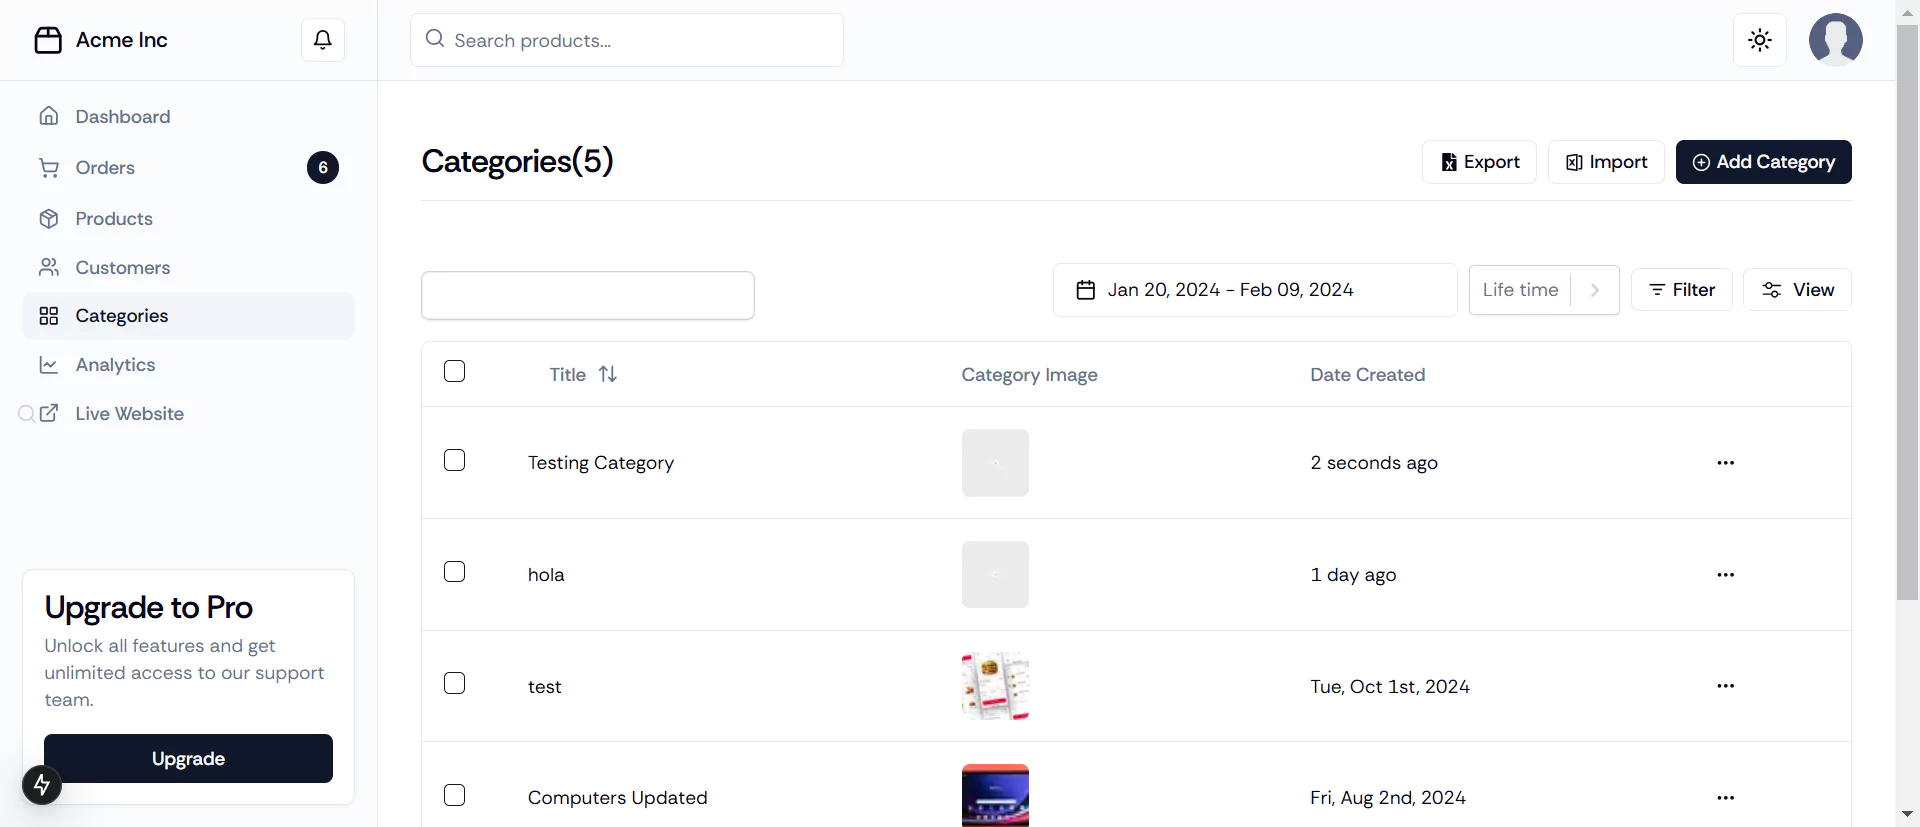 Acme Inc
Search products...
Dashboard
Orders 6
Products
Customers
Categories
Analytics
Live Website
Upgrade to Pro
Unlock all features and get
unlimited access to our support
team.
Upgrade
Categories(5)
Export Import Add Category
Jan 20, 2024 - Feb 09, 2024 Life time Filter View
Title Category Image Date Created
Testing Category 2 seconds ago
hola 1 day ago
test Tue, Oct 1st, 2024
Computers Updated Fri, Aug 2nd, 2024